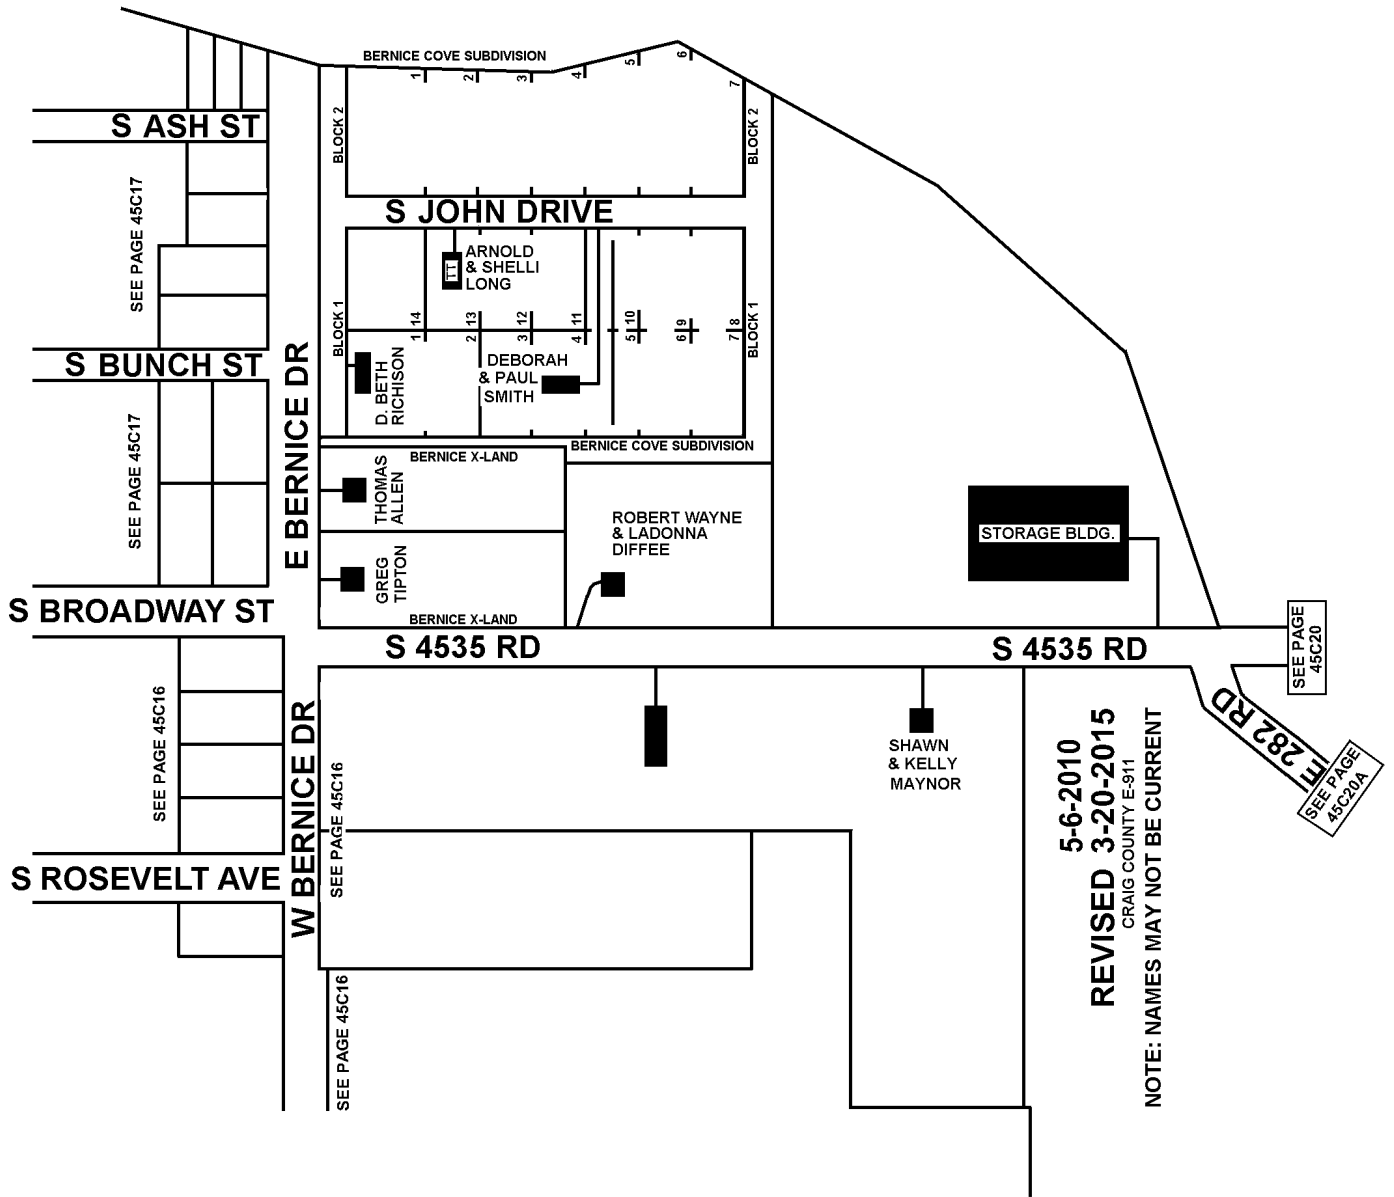 BERNICE COVE SUBDIVISION
1
2
3
4
5
6
7
BLOCK 2
BLOCK 2
S ASH ST
SEE PAGE 45C17
S JOHN DRIVE
TT
ARNOLD
& SHELLI
LONG
BLOCK 1
1 14
2 13
3 12
4 11
5 10
6 9
7 8
BLOCK 1
S BUNCH ST
E BERNICE DR
D. BETH
RICHISON
DEBORAH
& PAUL
SMITH
SEE PAGE 45C17
BERNICE COVE SUBDIVISION
BERNICE X-LAND
THOMAS
ALLEN
ROBERT WAYNE
& LADONNA
DIFFEE
STORAGE BLDG.
GREG
TIPTON
BERNICE X-LAND
S BROADWAY ST
S 4535 RD
S 4535 RD
SEE PAGE
45C20
E 282 RD
SEE PAGE
45C20A
SEE PAGE 45C16
W BERNICE DR
SEE PAGE 45C16
SHAWN
& KELLY
MAYNOR
S ROSEVELT AVE
SEE PAGE 45C16
5-6-2010
REVISED 3-20-2015
CRAIG COUNTY E-911
NOTE: NAMES MAY NOT BE CURRENT